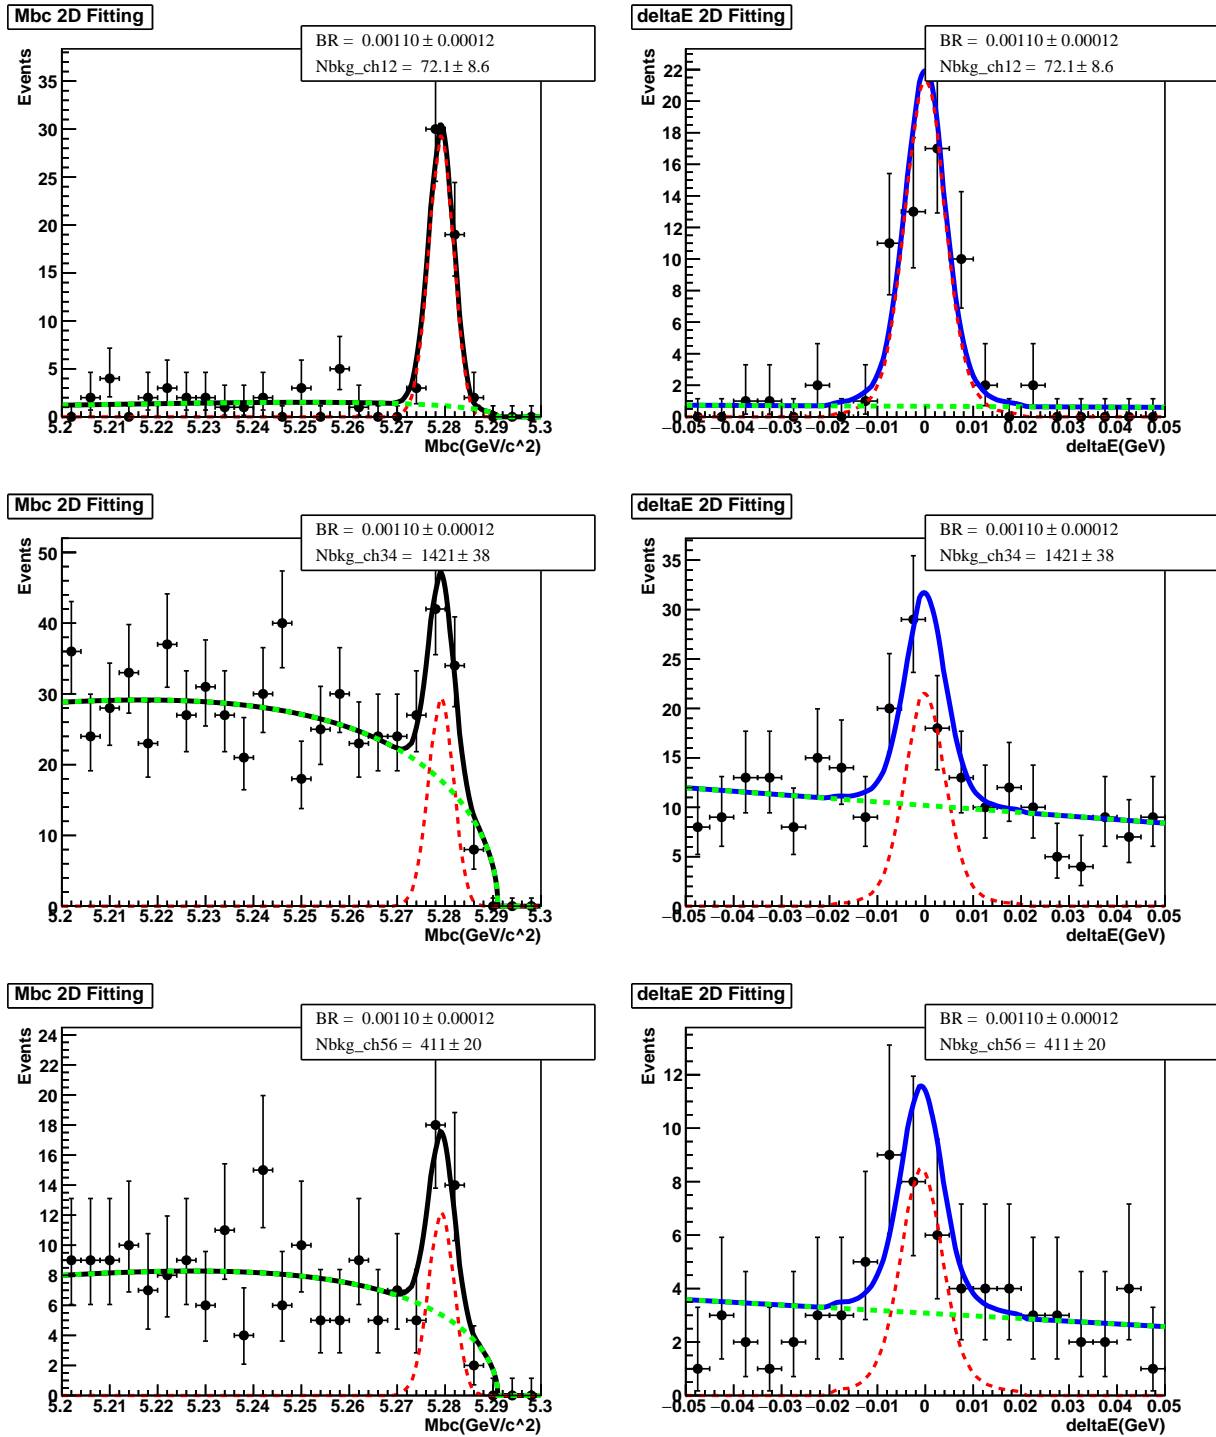 Mbc 2D Fitting
BR = 0.00110 ± 0.00012
Nbkg_ch12 = 72.1 ± 8.6
Events
35
30
25
20
15
10
5
0
5.2 5.21 5.22 5.23 5.24 5.25 5.26 5.27 5.28 5.29 5.3
Mbc(GeV/c^2)
deltaE 2D Fitting
BR = 0.00110 ± 0.00012
Nbkg_ch12 = 72.1 ± 8.6
Events
22
20
18
16
14
12
10
8
6
4
2
0
−0.05 −0.04 −0.03 −0.02 −0.01 0 0.01 0.02 0.03 0.04 0.05
deltaE(GeV)
Mbc 2D Fitting
BR = 0.00110 ± 0.00012
Nbkg_ch34 = 1421 ± 38
Events
50
40
30
20
10
0
5.2 5.21 5.22 5.23 5.24 5.25 5.26 5.27 5.28 5.29 5.3
Mbc(GeV/c^2)
deltaE 2D Fitting
BR = 0.00110 ± 0.00012
Nbkg_ch34 = 1421 ± 38
Events
35
30
25
20
15
10
5
0
−0.05 −0.04 −0.03 −0.02 −0.01 0 0.01 0.02 0.03 0.04 0.05
deltaE(GeV)
Mbc 2D Fitting
BR = 0.00110 ± 0.00012
Nbkg_ch56 = 411 ± 20
Events
24
22
20
18
16
14
12
10
8
6
4
2
0
5.2 5.21 5.22 5.23 5.24 5.25 5.26 5.27 5.28 5.29 5.3
Mbc(GeV/c^2)
deltaE 2D Fitting
BR = 0.00110 ± 0.00012
Nbkg_ch56 = 411 ± 20
Events
12
10
8
6
4
2
0
−0.05 −0.04 −0.03 −0.02 −0.01 0 0.01 0.02 0.03 0.04 0.05
deltaE(GeV)